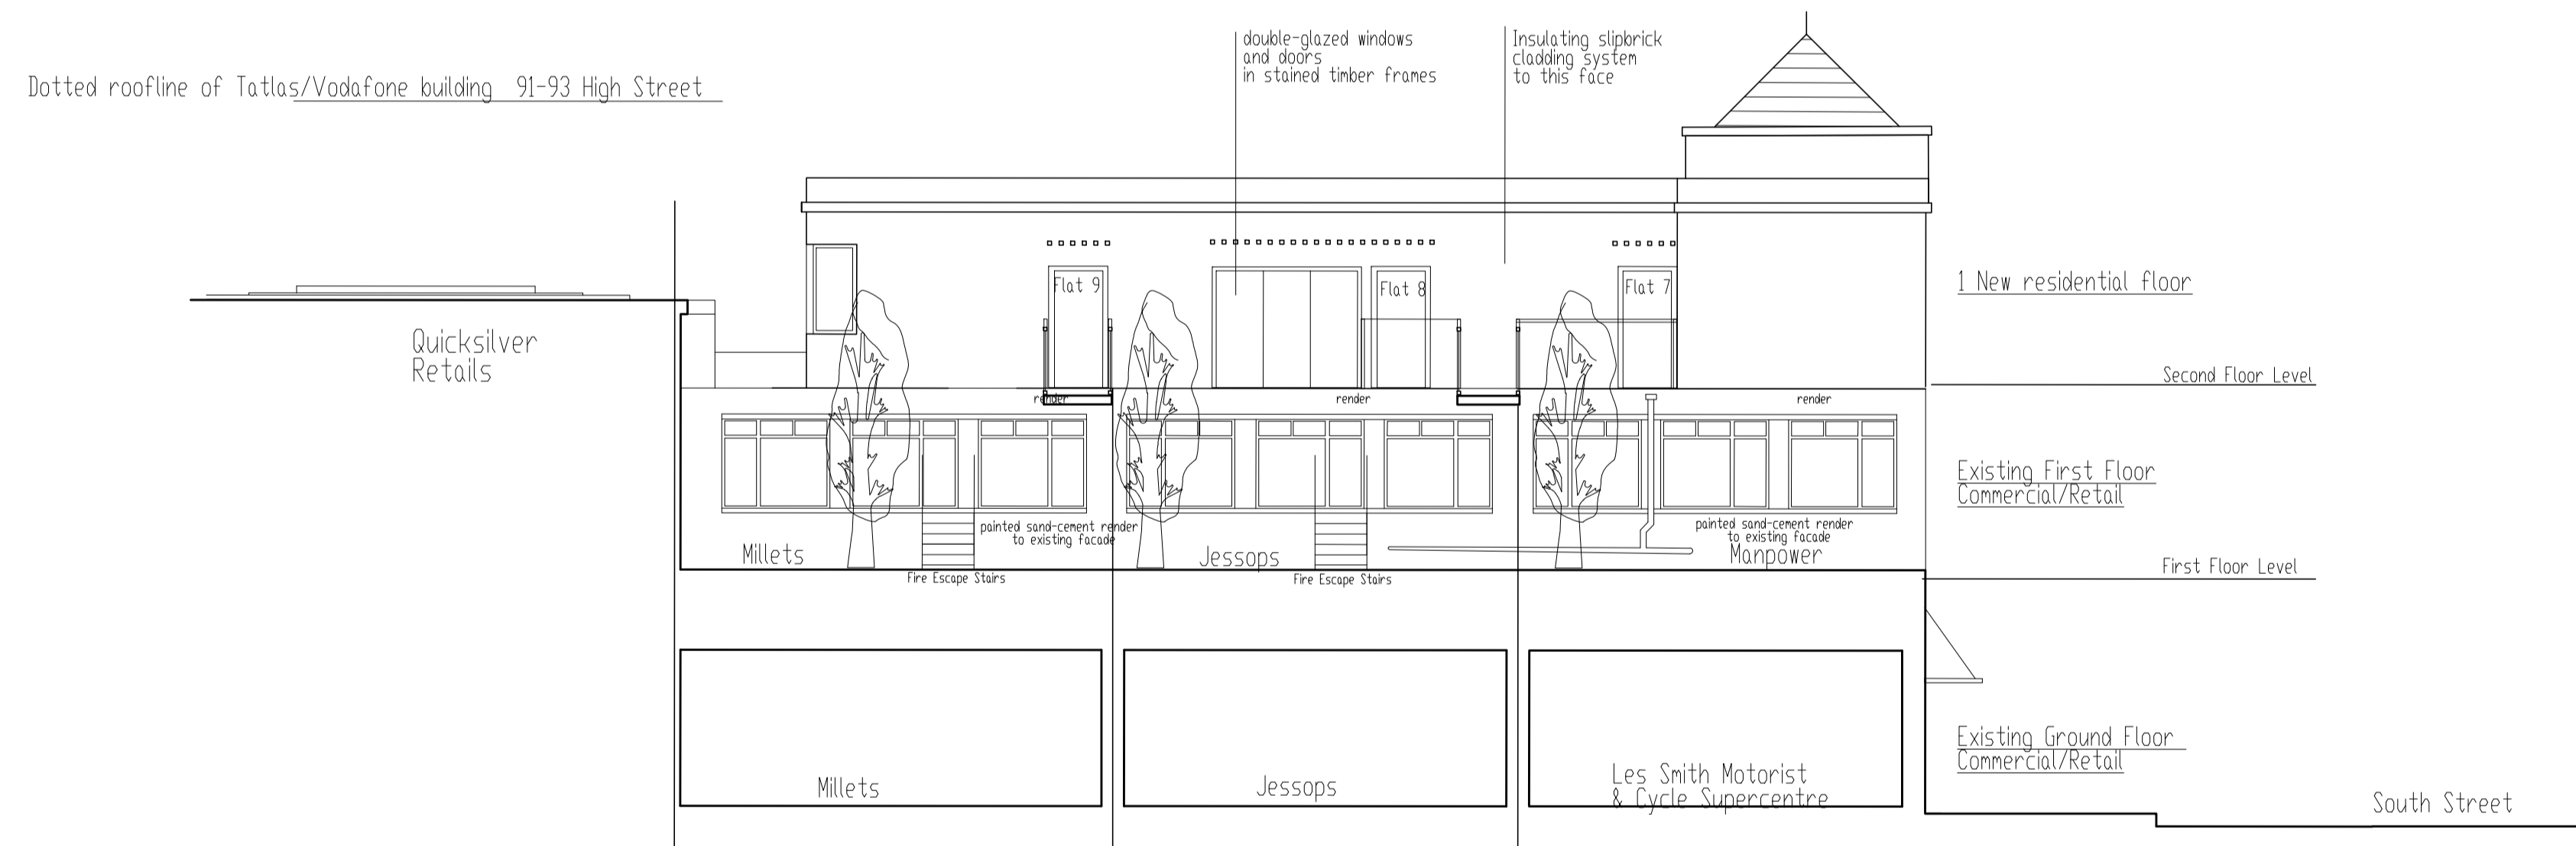 double-glazed windows
and doors
in stained timber frames
Insulating slipbrick
cladding system
to this face
Dotted roofline of Tatlas/Vodafone building 91-93 High Street
1 New residential floor
Flat 9
Flat 8
Flat 7
Quicksilver
Retails
Second Floor Level
render
render
render
Existing First Floor
Commercial/Retail
painted sand-cement render
to existing facade
painted sand-cement render
to existing facade
Millets
Jessops
Manpower
First Floor Level
Fire Escape Stairs
Fire Escape Stairs
Existing Ground Floor
Commercial/Retail
Millets
Jessops
Les Smith Motorist
& Cycle Supercentre
South Street